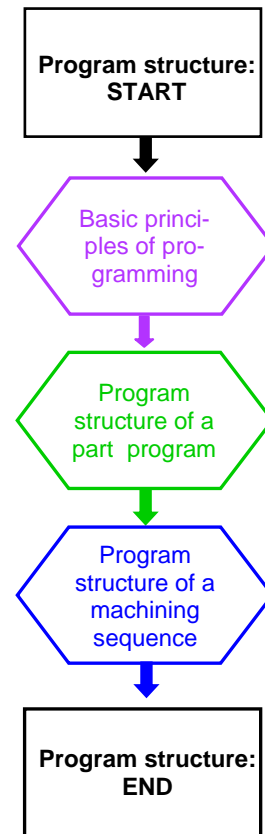 Program structure:
START
Basic princi-
ples of pro-
gramming
Program
structure of a
part program
Program
structure of a
machining
sequence
Program structure:
END